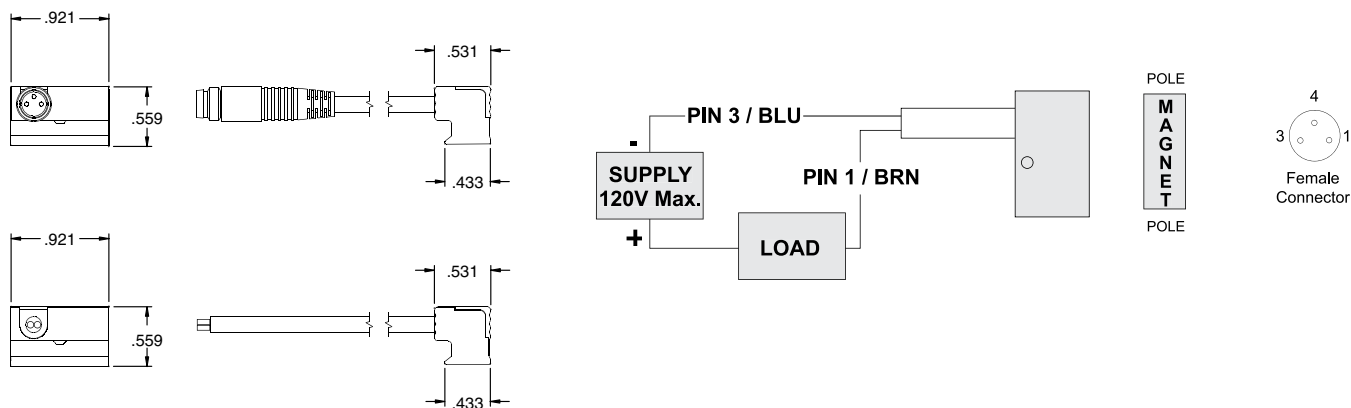 .921
.559
.531
.433
.921
.559
.531
.433
PIN 3 / BLU
-
SUPPLY
120V Max.
+
PIN 1 / BRN
LOAD
POLE
MAGNET
POLE
4
3
1
Female
Connector